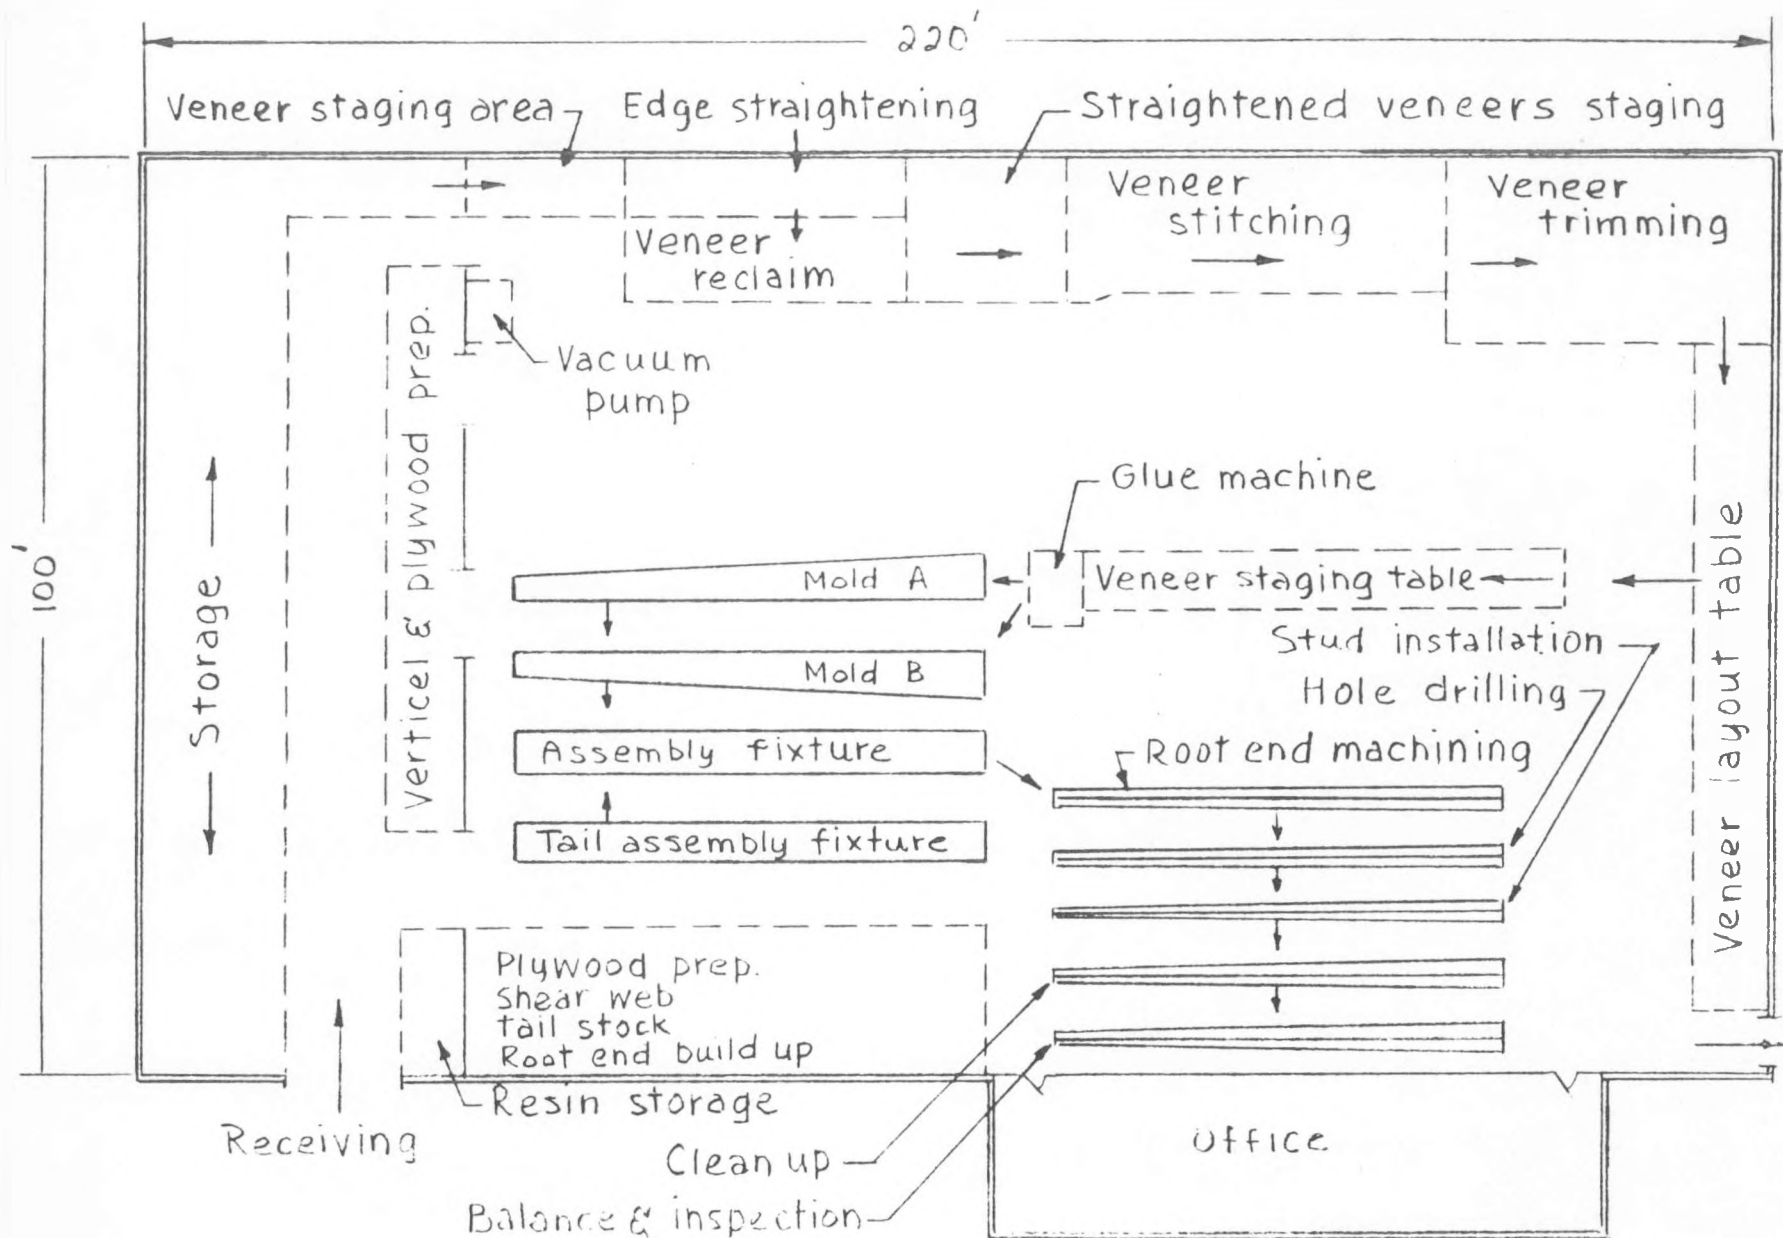 220'
Veneer staging area
Edge straightening
Straightened veneers staging
Veneer
stitching
Veneer
trimming
Veneer
reclaim
Vacuum
pump
Verticel & plywood prep.
100'
Storage
Glue machine
Mold A
Veneer staging table
Stud installation
Mold B
Hole drilling
Veneer layout table
Assembly fixture
Root end machining
Tail assembly fixture
Plywood prep.
Shear web
tail stock
Root end build up
Resin storage
Receiving
Clean up
Office
Balance & inspection